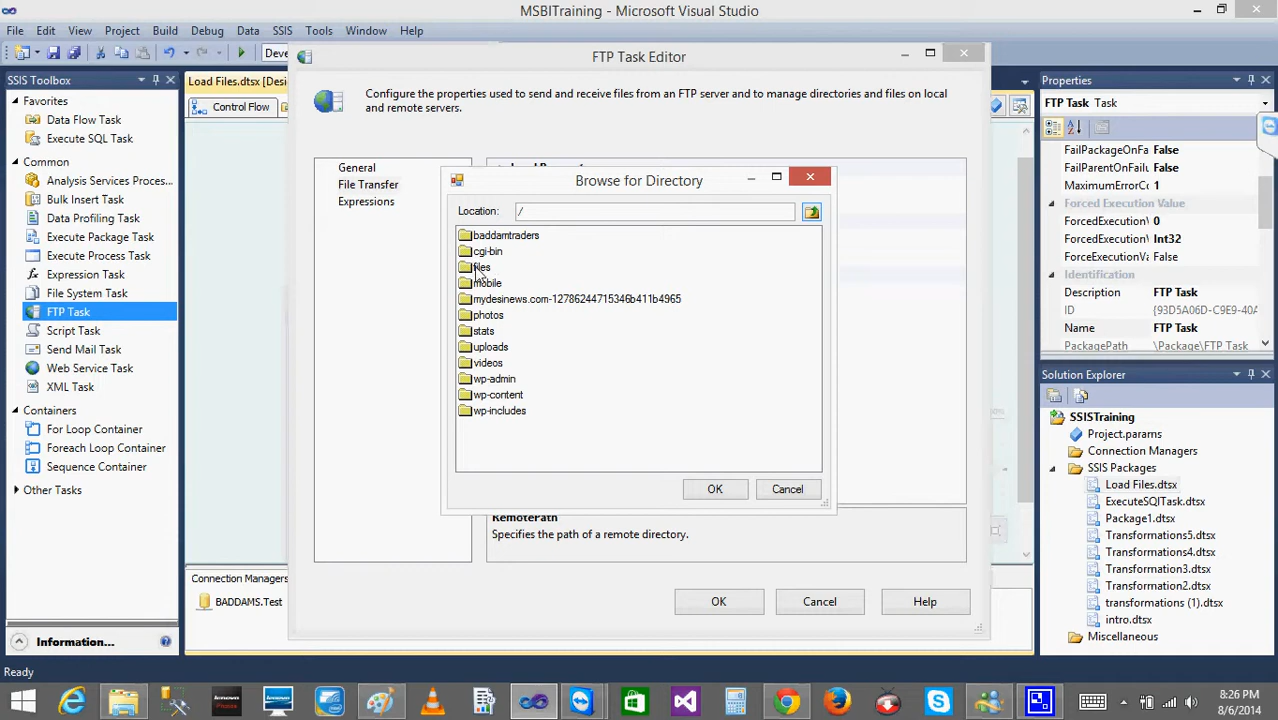 MSBITraining - Microsoft Visual Studio
File Edit View Project Build Debug Data SSIS Tools Window Help
SSIS Toolbox
Favorites
Data Flow Task
Execute SQL Task
Common
Analysis Services Proces...
Bulk Insert Task
Data Profiling Task
Execute Package Task
Execute Process Task
Expression Task
File System Task
FTP Task
Script Task
Send Mail Task
Web Service Task
XML Task
Containers
For Loop Container
Foreach Loop Container
Sequence Container
Other Tasks
Information...
Load Files.dtsx [Desi
Control Flow
Connection Managers
BADDAMS.Test
FTP Task Editor
Configure the properties used to send and receive files from an FTP server and to manage directories and files on local
and remote servers.
General
File Transfer
Expressions
Browse for Directory
Location: /
baddamtraders
cgi-bin
files
mobile
mydesinews.com-12786244715346b411b4965
photos
stats
uploads
videos
wp-admin
wp-content
wp-includes
OK Cancel
RemotePath
Specifies the path of a remote directory.
OK Cancel Help
Properties
FTP Task Task
FailPackageOnFa False
FailParentOnFailu False
MaximumErrorCc 1
Forced Execution Value
ForcedExecution\ 0
ForcedExecution\ Int32
ForceExecutionVa False
Identification
Description FTP Task
ID {93D5A06D-C9E9-40A
Name FTP Task
PackagePath \Package\FTP Task
Solution Explorer
SSISTraining
Project.params
Connection Managers
SSIS Packages
Load Files.dtsx
ExecuteSQlTask.dtsx
Package1.dtsx
Transformations5.dtsx
Transformations4.dtsx
Transformation3.dtsx
Transformation2.dtsx
transformations (1).dtsx
intro.dtsx
Miscellaneous
Ready
8:26 PM
8/6/2014